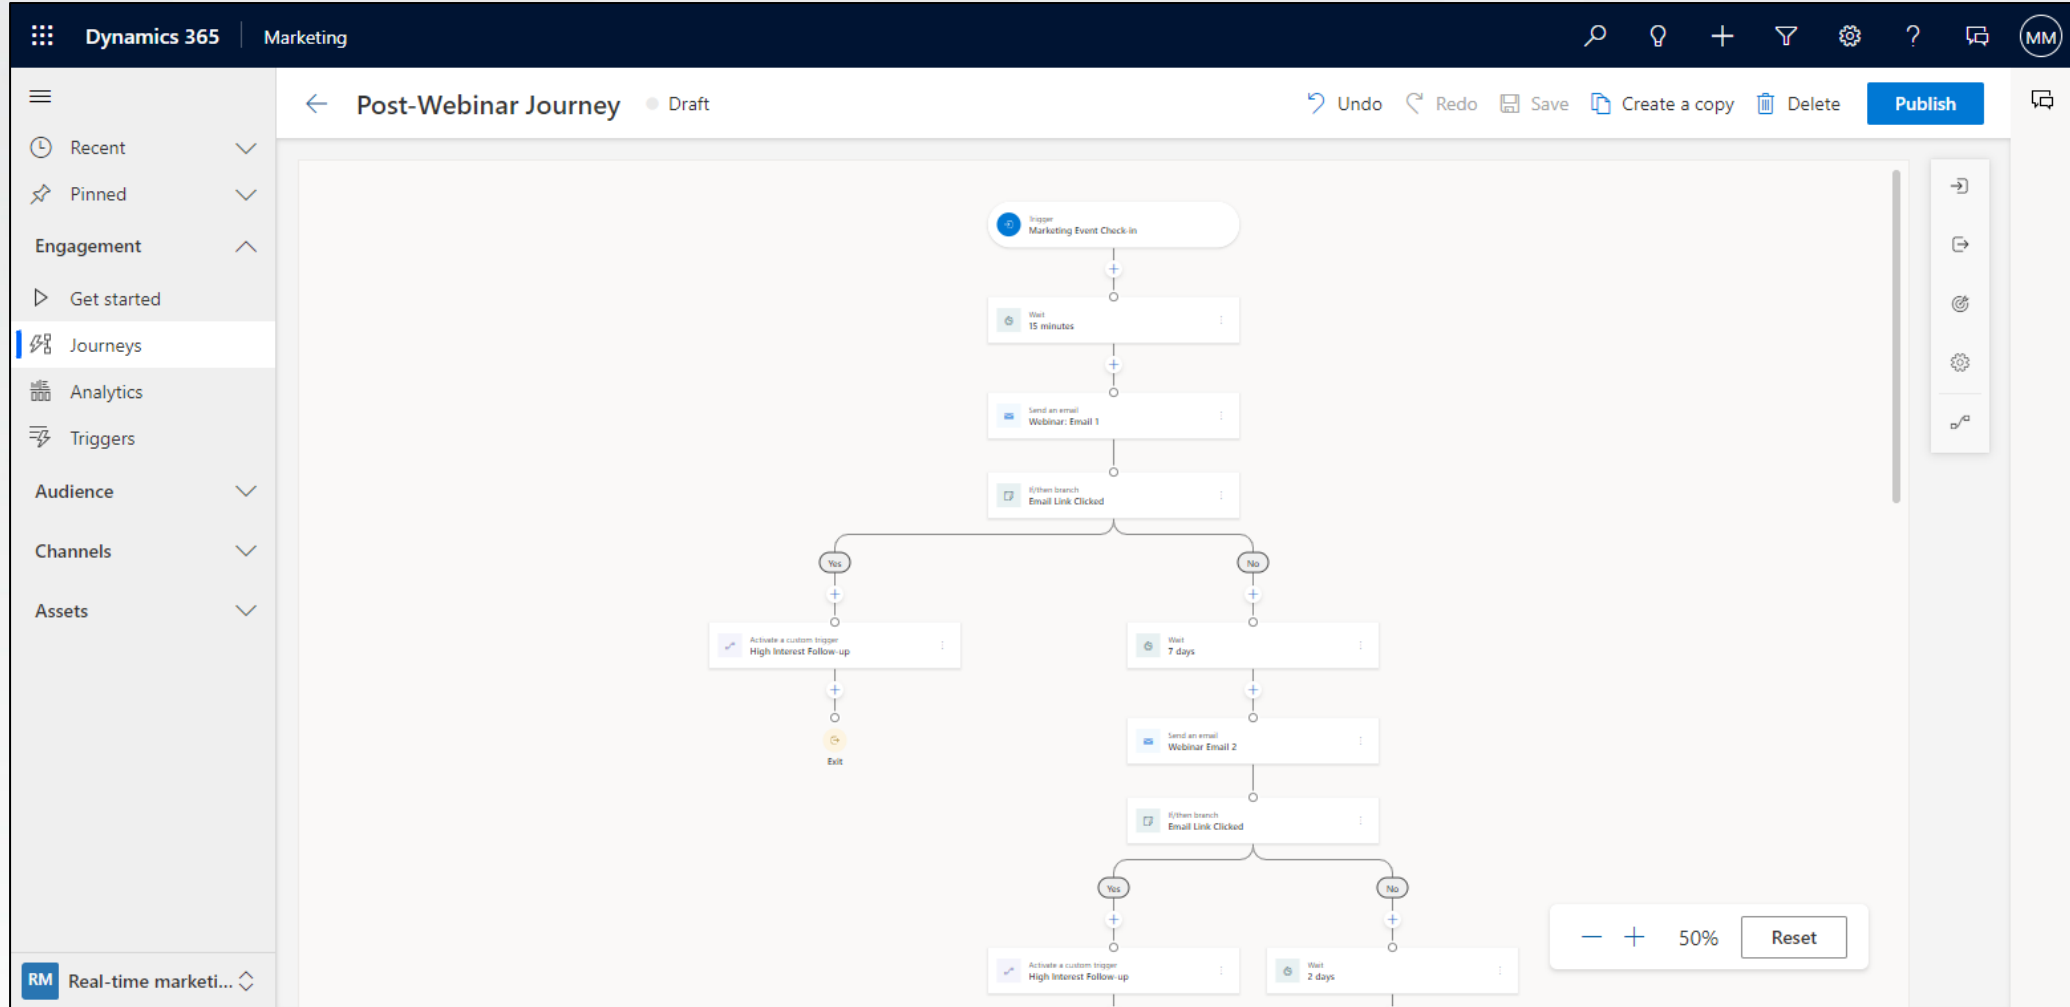 Dynamics 365 Marketing
MM
Post-Webinar Journey Draft
Undo Redo Save Create a copy Delete Publish
Recent
Pinned
Engagement
Get started
Journeys
Analytics
Triggers
Audience
Channels
Assets
RM Real-time marketi...
Trigger
Marketing Event Check-in
Wait
15 minutes
Send an email
Webinar: Email 1
If/then branch
Email Link Clicked
Yes
No
Activate a custom trigger
High Interest Follow-up
Exit
Wait
7 days
Send an email
Webinar Email 2
If/then branch
Email Link Clicked
Yes
No
Activate a custom trigger
High Interest Follow-up
Wait
2 days
50% Reset